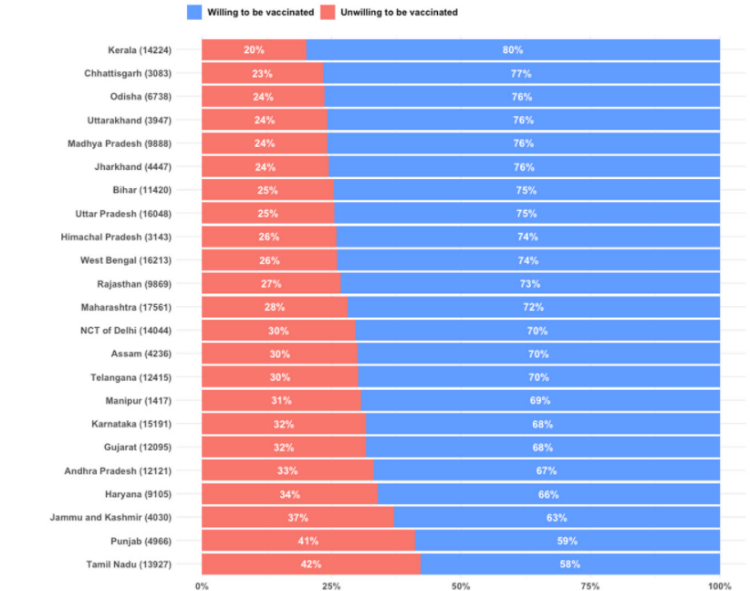 Willing to be vaccinated Unwilling to be vaccinated
Kerala (14224) 20% 80%
Chhattisgarh (3083) 23% 77%
Odisha (6738) 24% 76%
Uttarakhand (3947) 24% 76%
Madhya Pradesh (9888) 24% 76%
Jharkhand (4447) 24% 76%
Bihar (11420) 25% 75%
Uttar Pradesh (16048) 25% 75%
Himachal Pradesh (3143) 26% 74%
West Bengal (16213) 26% 74%
Rajasthan (9869) 27% 73%
Maharashtra (17561) 28% 72%
NCT of Delhi (14044) 30% 70%
Assam (4236) 30% 70%
Telangana (12415) 30% 70%
Manipur (1417) 31% 69%
Karnataka (15191) 32% 68%
Gujarat (12095) 32% 68%
Andhra Pradesh (12121) 33% 67%
Haryana (9105) 34% 66%
Jammu and Kashmir (4030) 37% 63%
Punjab (4966) 41% 59%
Tamil Nadu (13927) 42% 58%
0% 25% 50% 75% 100%